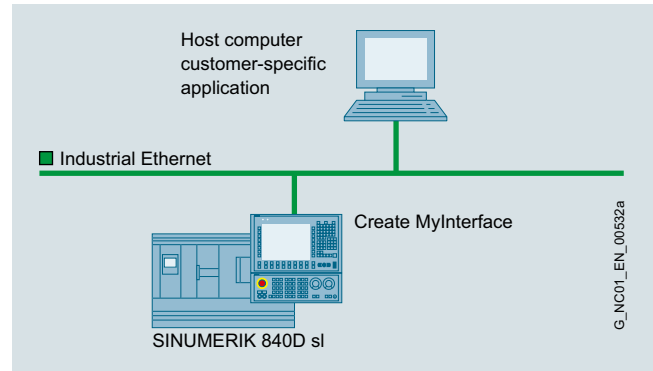 Host computer
customer-specific
application
Industrial Ethernet
Create MyInterface
SINUMERIK 840D sl
G_NC01_EN_00532a